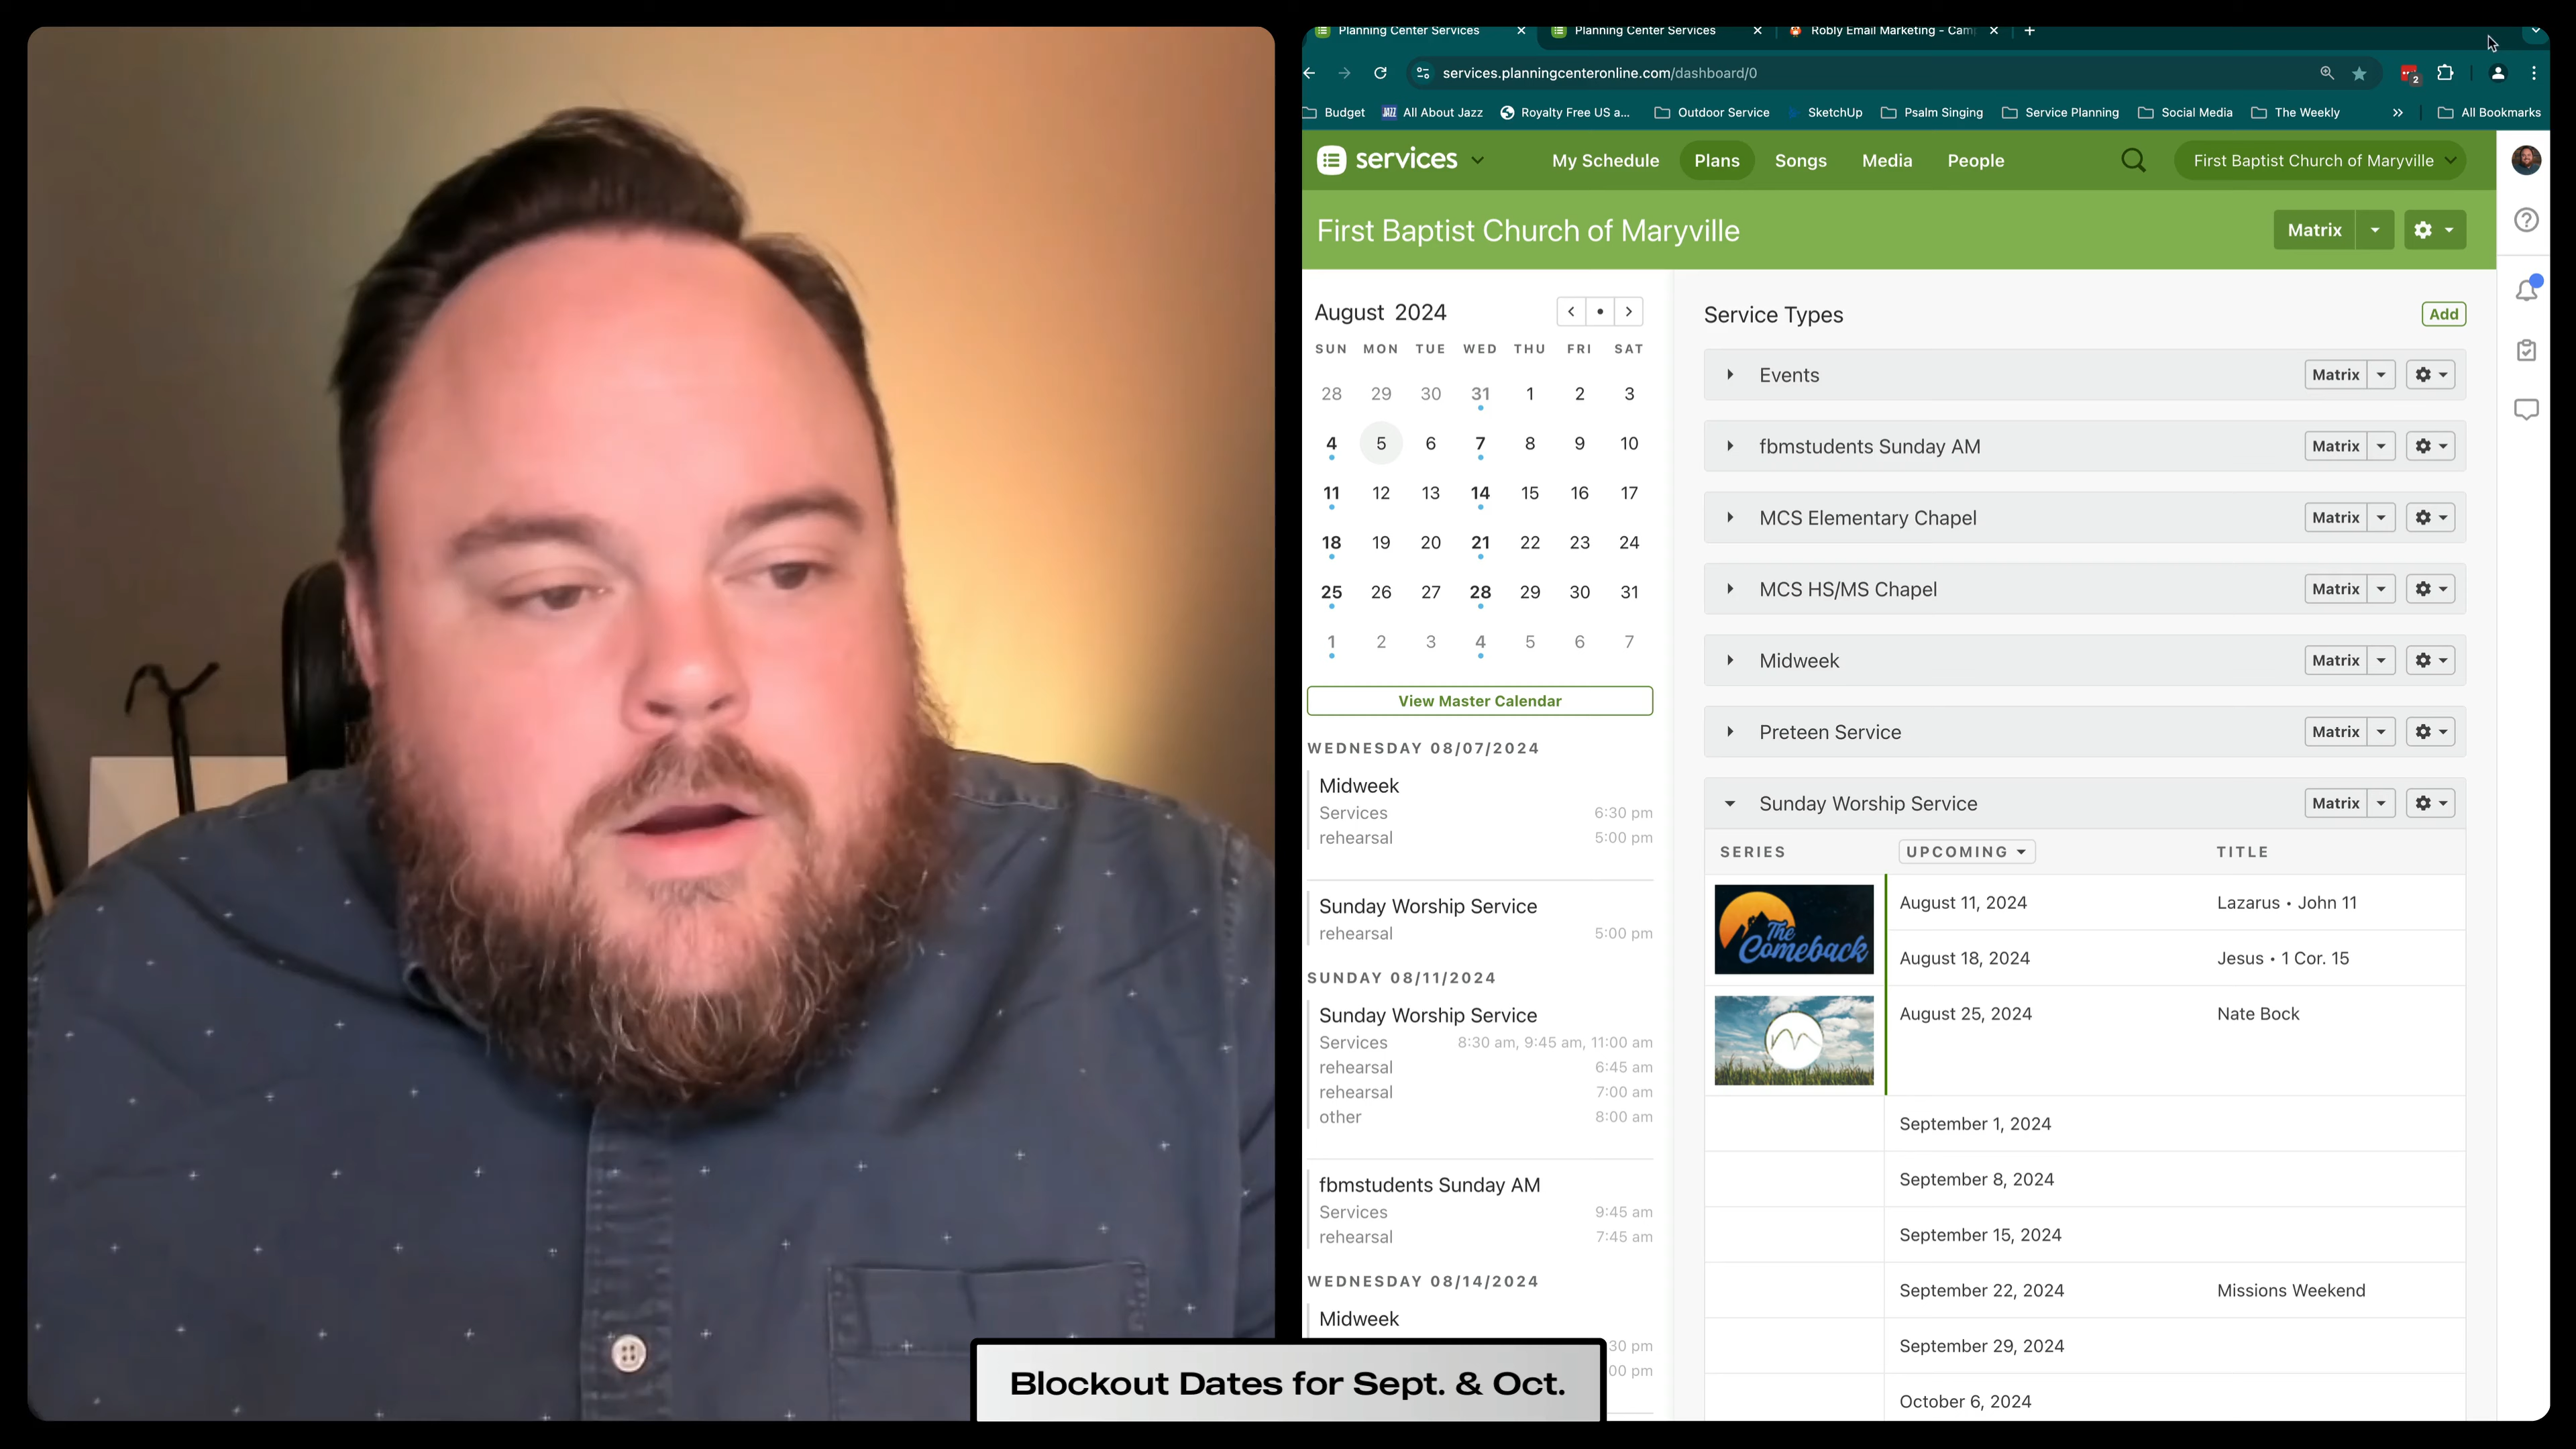 Planning Center Services
Planning Center Services
Robly Email Marketing - Cam
services.planningcenteronline.com/dashboard/0
2
Budget
JAZZ All About Jazz
Royalty Free US a...
Outdoor Service
SketchUp
Psalm Singing
Service Planning
Social Media
The Weekly
»
All Bookmarks
services
My Schedule
Plans
Songs
Media
People
First Baptist Church of Maryville
First Baptist Church of Maryville
Matrix
August 2024
SUN MON TUE WED THU FRI SAT
28 29 30 31 1 2 3
4 5 6 7 8 9 10
11 12 13 14 15 16 17
18 19 20 21 22 23 24
25 26 27 28 29 30 31
1 2 3 4 5 6 7
View Master Calendar
WEDNESDAY 08/07/2024
Midweek
Services 6:30 pm
rehearsal 5:00 pm
Sunday Worship Service
rehearsal 5:00 pm
SUNDAY 08/11/2024
Sunday Worship Service
Services 8:30 am, 9:45 am, 11:00 am
rehearsal 6:45 am
rehearsal 7:00 am
other 8:00 am
fbmstudents Sunday AM
Services 9:45 am
rehearsal 7:45 am
WEDNESDAY 08/14/2024
Midweek
30 pm
00 pm
Service Types
Add
Events Matrix
fbmstudents Sunday AM Matrix
MCS Elementary Chapel Matrix
MCS HS/MS Chapel Matrix
Midweek Matrix
Preteen Service Matrix
Sunday Worship Service Matrix
SERIES UPCOMING TITLE
The
Comeback
August 11, 2024 Lazarus • John 11
August 18, 2024 Jesus • 1 Cor. 15
August 25, 2024 Nate Bock
September 1, 2024
September 8, 2024
September 15, 2024
September 22, 2024 Missions Weekend
September 29, 2024
October 6, 2024
Blockout Dates for Sept. & Oct.